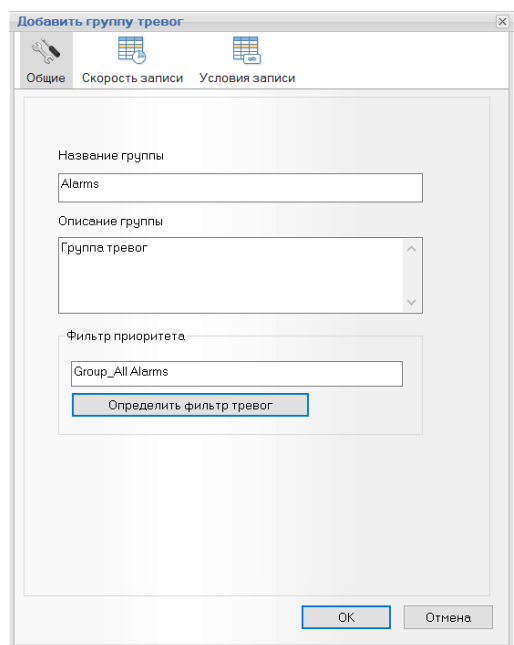 Добавить группу тревог
Общие Скорость записи Условия записи
Название группы
Alarms
Описание группы
Группа тревог
Фильтр приоритета
Group_All Alarms
Определить фильтр тревог
OK Отмена